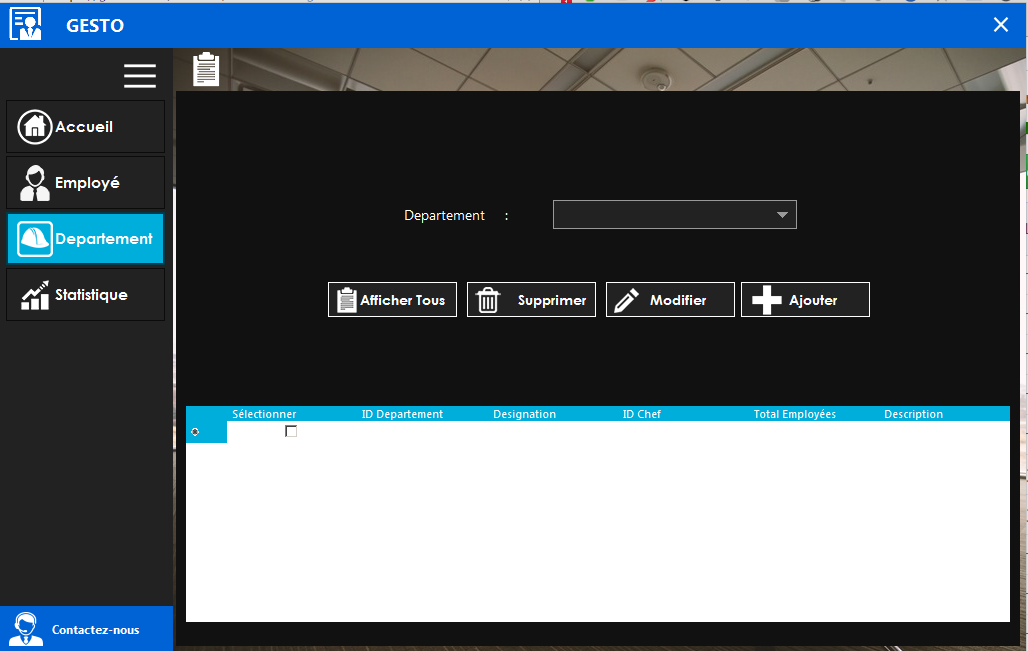 GESTO
Accueil
Employé
Departement
Statistique
Contactez-nous
Departement :
Afficher Tous Supprimer Modifier Ajouter
Sélectionner ID Departement Designation ID Chef Total Employées Description